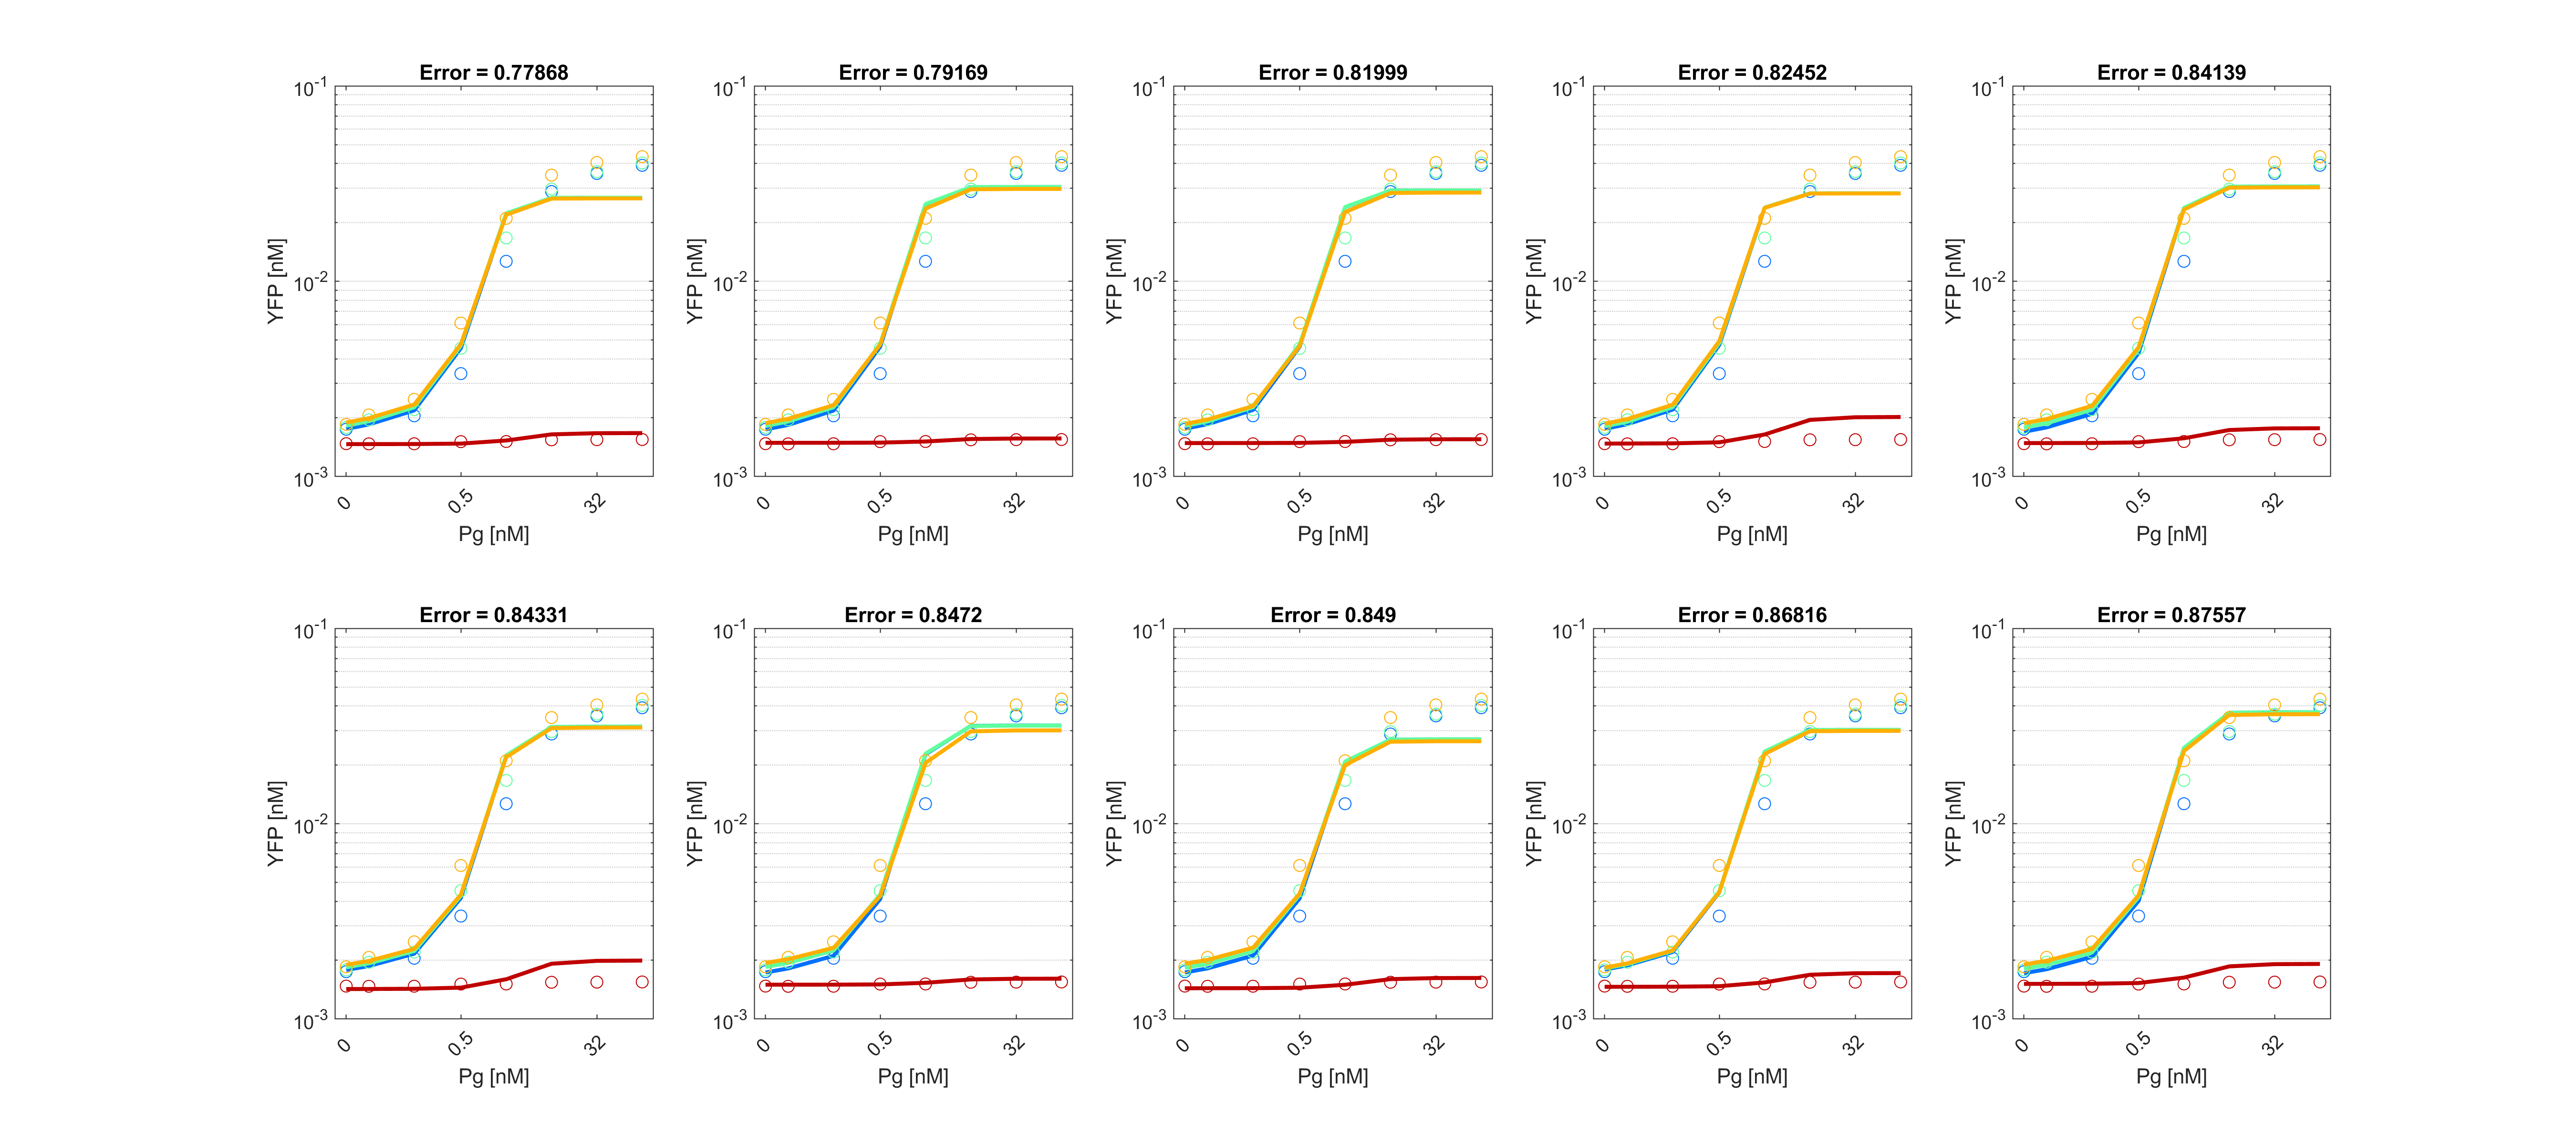 Error = 0.77868
Error = 0.79169
Error = 0.81999
Error = 0.82452
Error = 0.84139
10-1 10-1 10-1 10-1 10-1
YFP [nM] YFP [nM] YFP [nM] YFP [nM] YFP [nM]
10-2 10-2 10-2 10-2 10-2
10-3 10-3 10-3 10-3 10-3
0 0.5 32 0 0.5 32 0 0.5 32 0 0.5 32 0 0.5 32
Pg [nM] Pg [nM] Pg [nM] Pg [nM] Pg [nM]
Error = 0.84331
Error = 0.8472
Error = 0.849
Error = 0.86816
Error = 0.87557
10-1 10-1 10-1 10-1 10-1
YFP [nM] YFP [nM] YFP [nM] YFP [nM] YFP [nM]
10-2 10-2 10-2 10-2 10-2
10-3 10-3 10-3 10-3 10-3
0 0.5 32 0 0.5 32 0 0.5 32 0 0.5 32 0 0.5 32
Pg [nM] Pg [nM] Pg [nM] Pg [nM] Pg [nM]